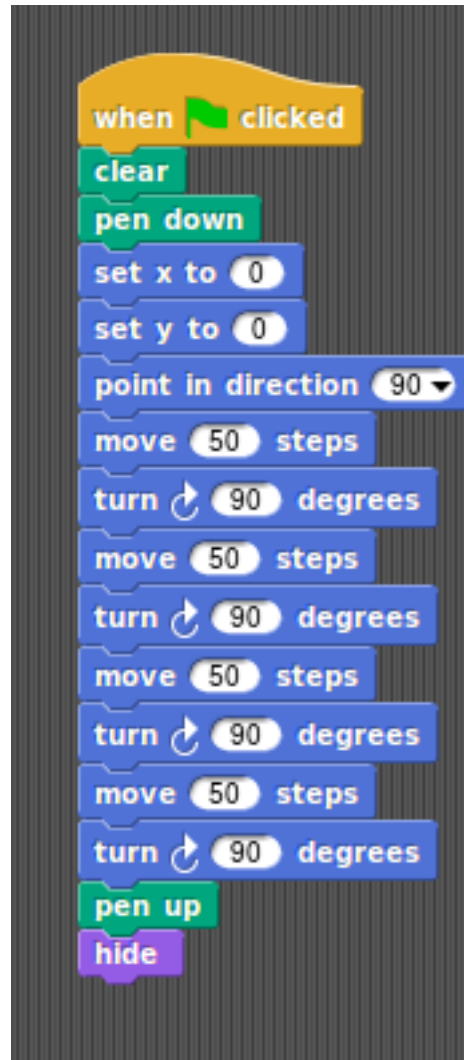 when clicked
clear
pen down
set x to 0
set y to 0
point in direction 90
move 50 steps
turn 90 degrees
move 50 steps
turn 90 degrees
move 50 steps
turn 90 degrees
move 50 steps
turn 90 degrees
pen up
hide